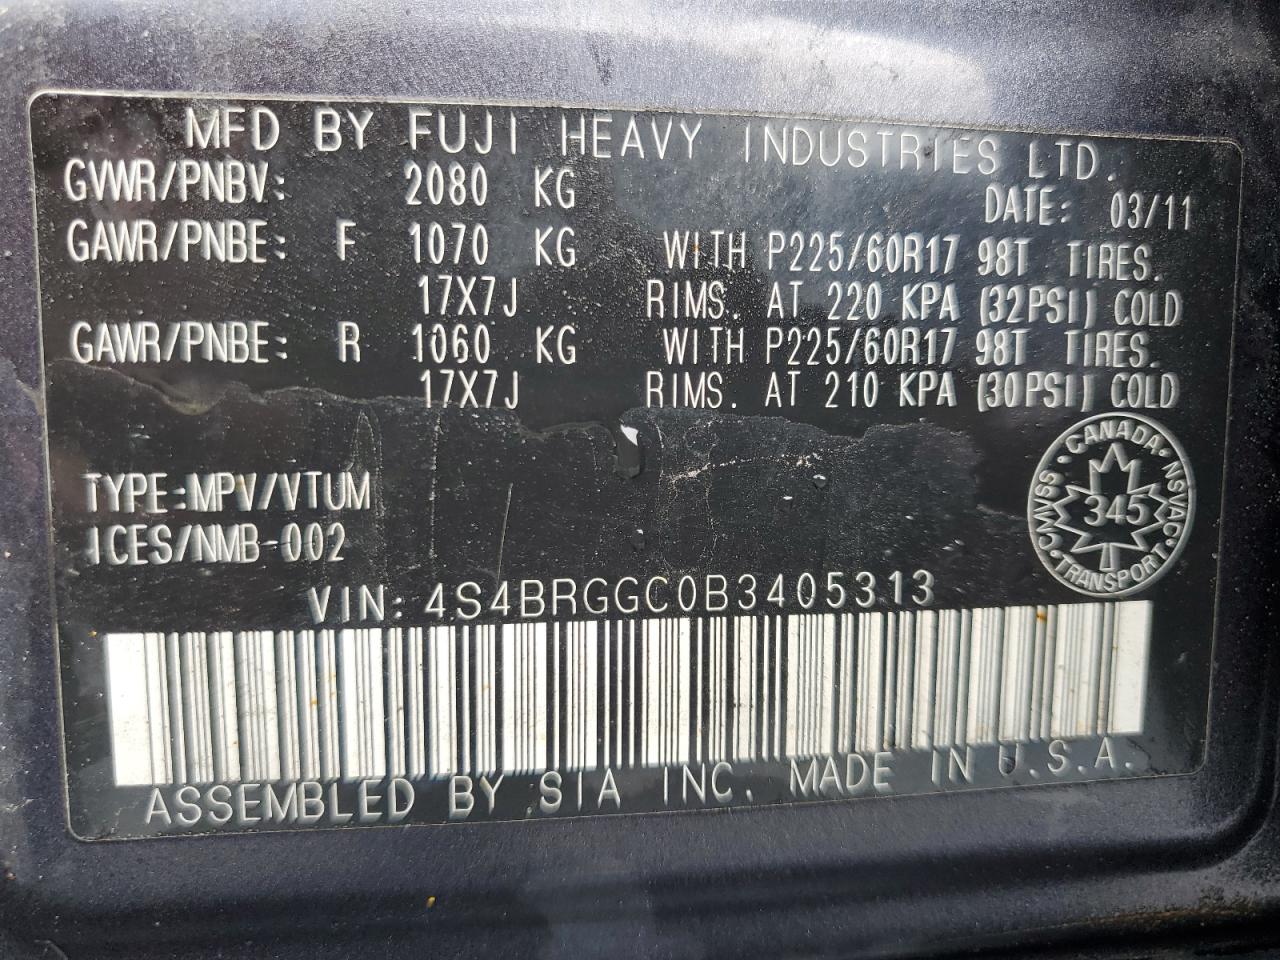 MFD BY FUJI HEAVY INDUSTRIES LTD.
GVWR/PNBV: 2080 KG DATE: 03/11
GAWR/PNBE: F 1070 KG WITH P225/60R17 98T TIRES.
17X7J RIMS. AT 220 KPA (32PSI) COLD
GAWR/PNBE: R 1060 KG WITH P225/60R17 98T TIRES.
17X7J RIMS. AT 210 KPA (30PSI) COLD
TYPE:MPV/VTUM
ICES/NMB-002
CANADA · NSVAC · TRANSPORT · CMVSS ·
345
VIN: 4S4BRGGC0B3405313
ASSEMBLED BY SIA INC. MADE IN U.S.A.